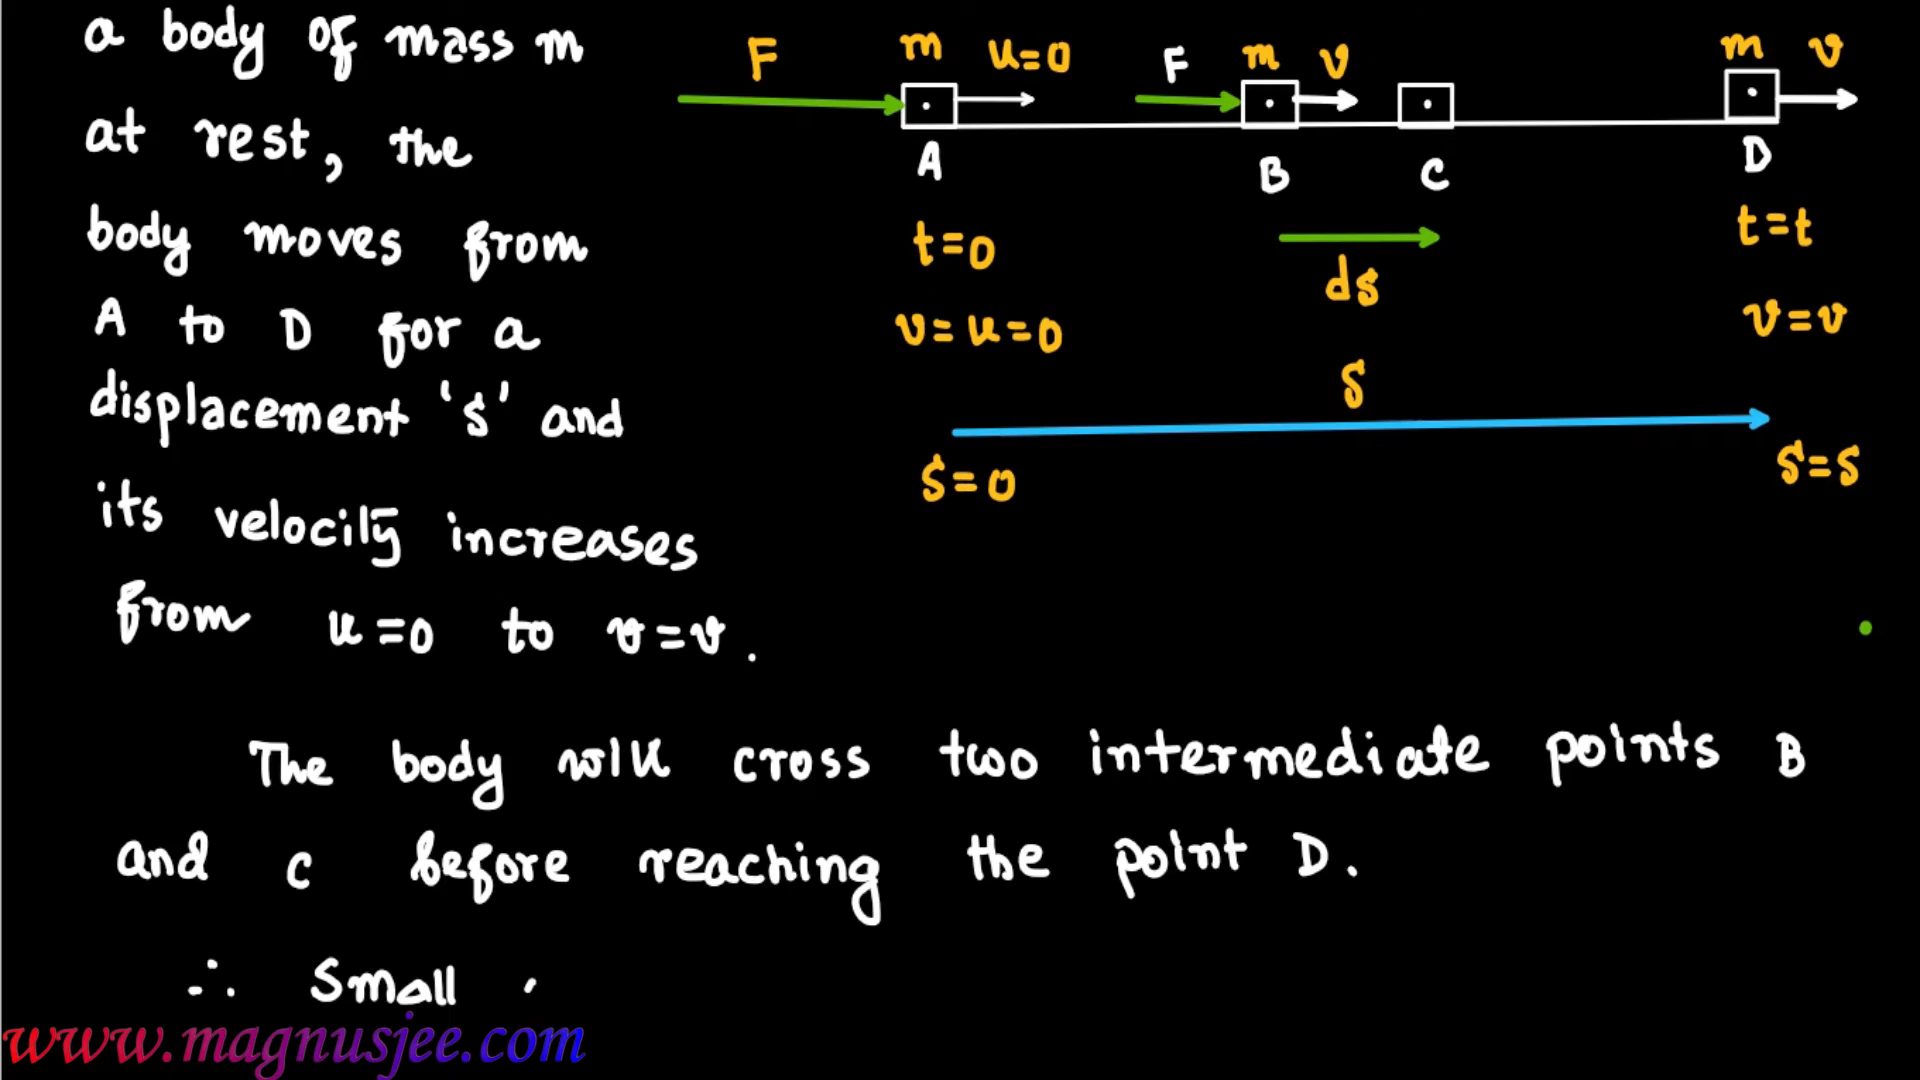 a body of mass m
at rest, the
body moves from
A to D for a
displacement 's' and
its velocity increases
from u=0 to v=v.
F m u=0 F m v m v
A B C D
t=0 t=t
ds
v=u=0 v=v
S
S=0 S=S
The body will cross two intermediate points B
and C before reaching the point D.
∴ Small
www.magnusjee.com